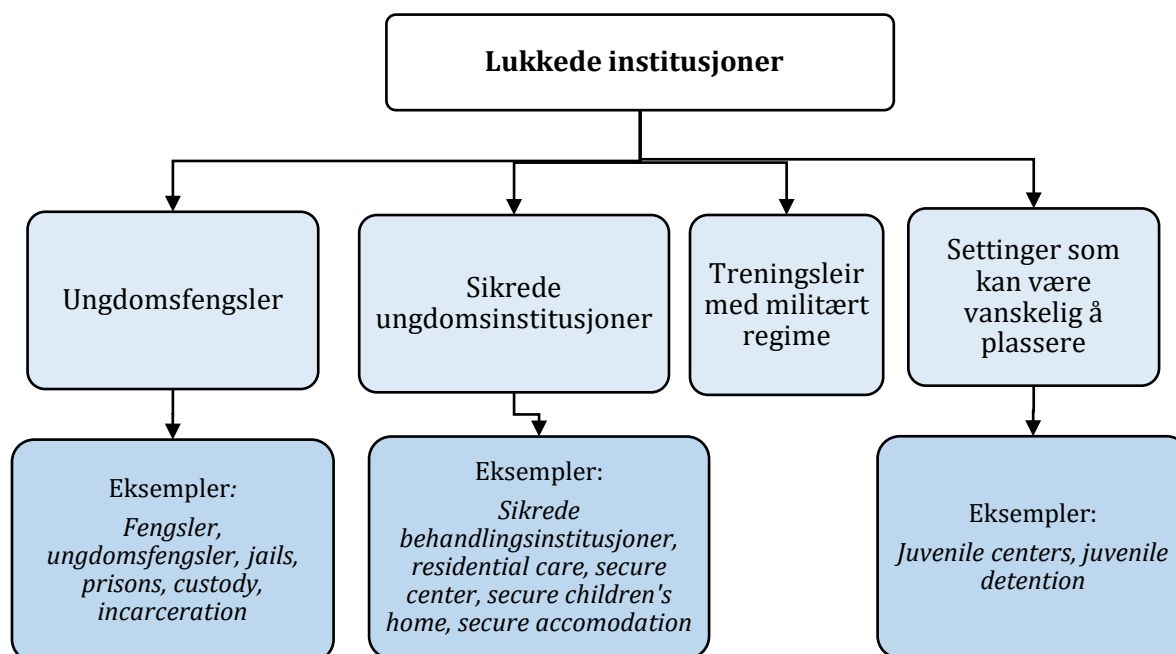 Lukkede institusjoner
Ungdomsfengsler
Sikrede
ungdomsinstitusjoner
Treningsleir
med militært
regime
Settinger som
kan være
vanskelig å
plassere
Eksempler:
Fengsler,
ungdomsfengsler, jails,
prisons, custody,
incarceration
Eksempler:
Sikrede
behandlingsinstitusjoner,
residential care, secure
center, secure children's
home, secure accomodation
Eksempler:
Juvenile centers, juvenile
detention